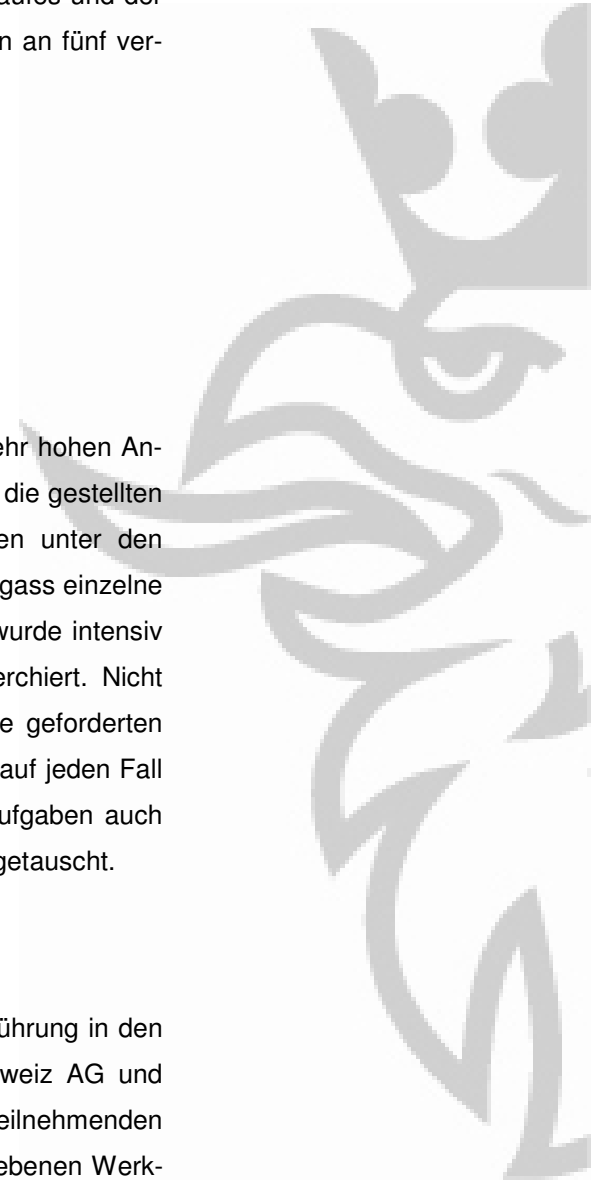 n an fünf ver-
ehr hohen An-
die gestellten
en unter den
gass einzelne
wurde intensiv
erchiert. Nicht
e geforderten
auf jeden Fall
ufgaben auch
getauscht.
ührung in den
weiz AG und
eilnehmenden
ebenen Werk-